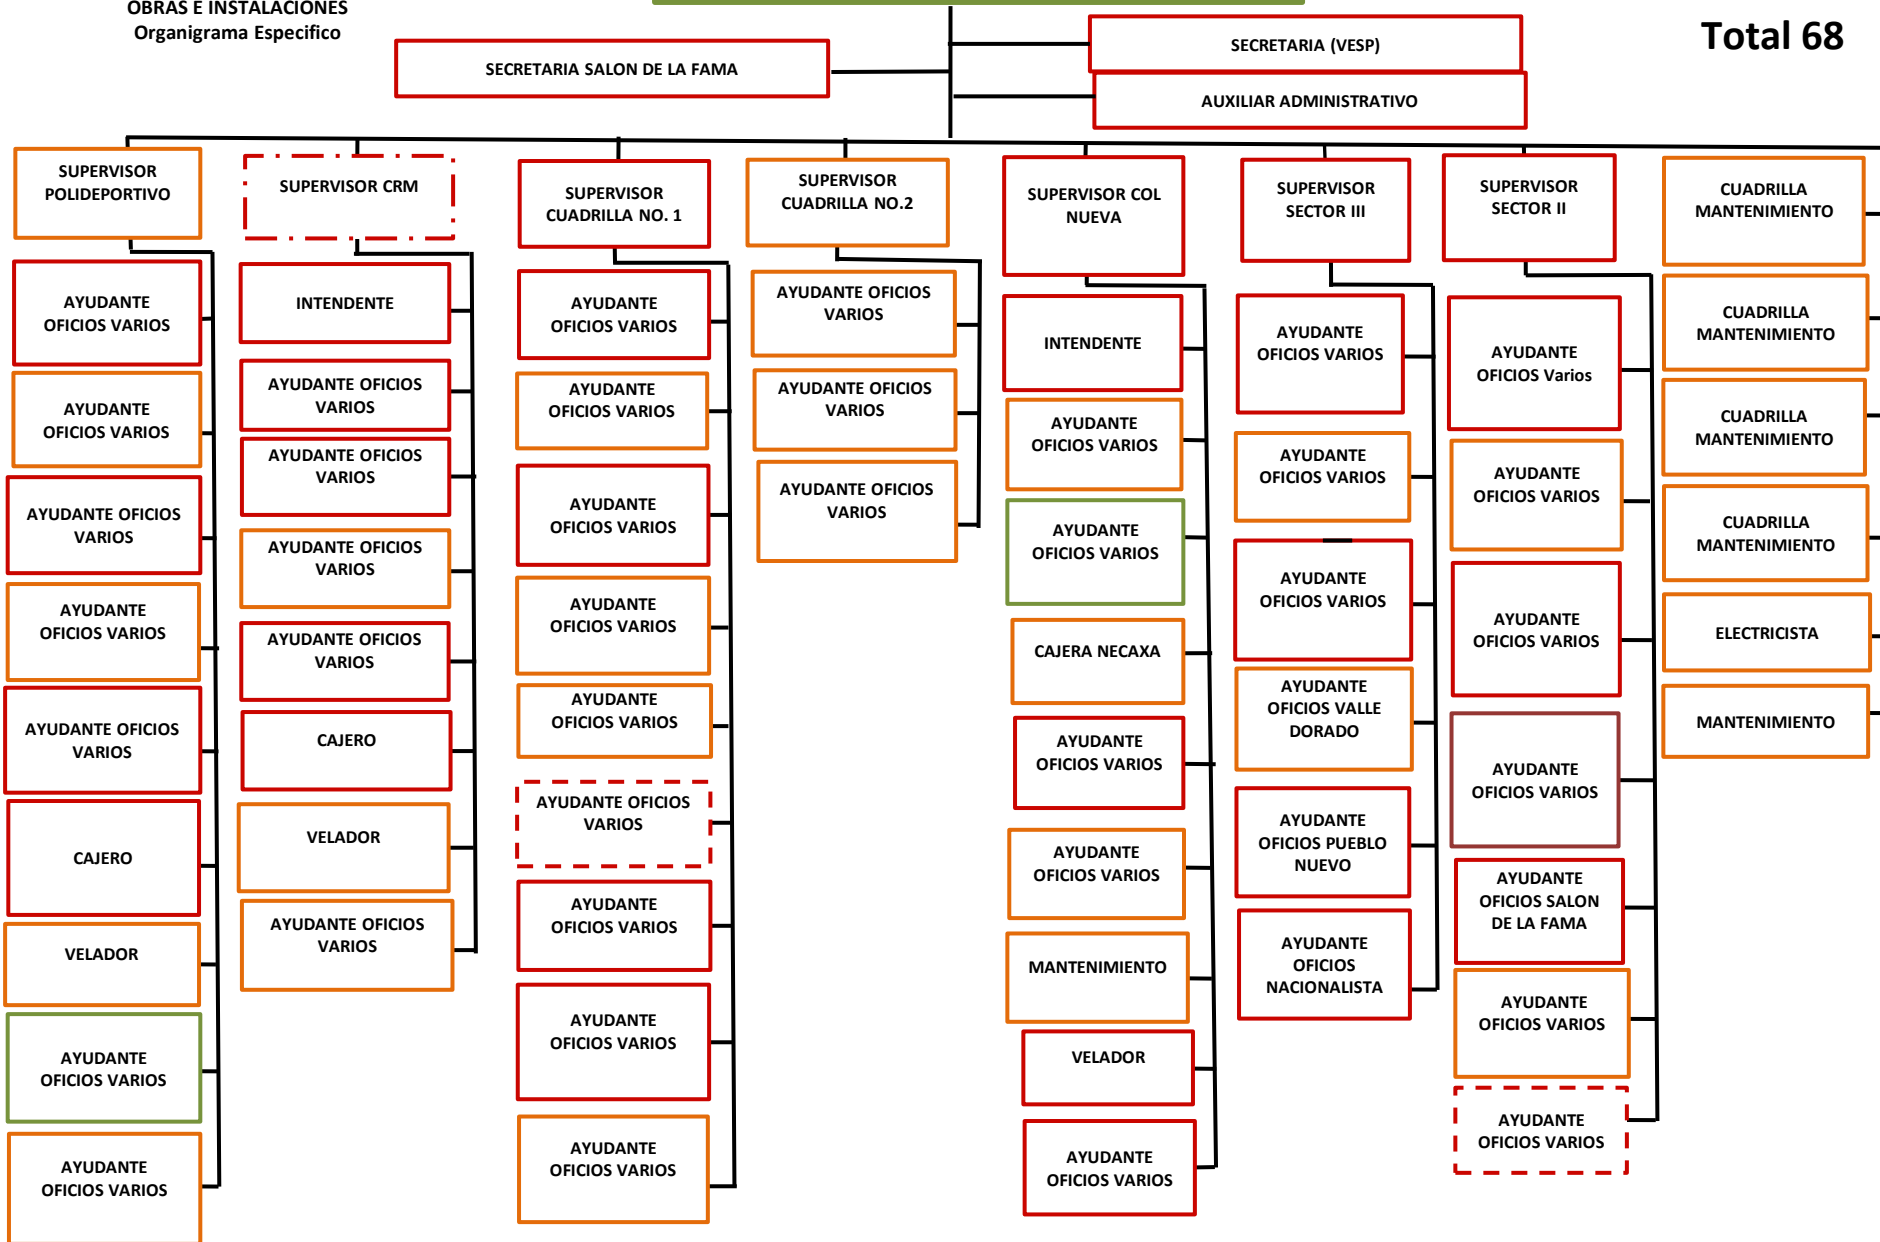 OBRAS E INSTALACIONES
Organigrama Especifico
Total 68
SECRETARIA (VESP)
SECRETARIA SALON DE LA FAMA
AUXILIAR ADMINISTRATIVO
SUPERVISOR
POLIDEPORTIVO
AYUDANTE
OFICIOS VARIOS
AYUDANTE
OFICIOS VARIOS
AYUDANTE OFICIOS
VARIOS
AYUDANTE
OFICIOS VARIOS
AYUDANTE OFICIOS
VARIOS
CAJERO
VELADOR
AYUDANTE
OFICIOS VARIOS
AYUDANTE
OFICIOS VARIOS
SUPERVISOR CRM
INTENDENTE
AYUDANTE OFICIOS
VARIOS
AYUDANTE OFICIOS
VARIOS
AYUDANTE OFICIOS
VARIOS
AYUDANTE OFICIOS
VARIOS
CAJERO
VELADOR
AYUDANTE OFICIOS
VARIOS
SUPERVISOR
CUADRILLA NO. 1
AYUDANTE
OFICIOS VARIOS
AYUDANTE
OFICIOS VARIOS
AYUDANTE
OFICIOS VARIOS
AYUDANTE
OFICIOS VARIOS
AYUDANTE
OFICIOS VARIOS
AYUDANTE OFICIOS
VARIOS
AYUDANTE
OFICIOS VARIOS
AYUDANTE
OFICIOS VARIOS
AYUDANTE
OFICIOS VARIOS
SUPERVISOR
CUADRILLA NO.2
AYUDANTE OFICIOS
VARIOS
AYUDANTE OFICIOS
VARIOS
AYUDANTE OFICIOS
VARIOS
SUPERVISOR COL
NUEVA
INTENDENTE
AYUDANTE
OFICIOS VARIOS
AYUDANTE
OFICIOS VARIOS
CAJERA NECAXA
AYUDANTE
OFICIOS VARIOS
AYUDANTE
OFICIOS VARIOS
MANTENIMIENTO
VELADOR
AYUDANTE
OFICIOS VARIOS
SUPERVISOR
SECTOR III
AYUDANTE
OFICIOS VARIOS
AYUDANTE
OFICIOS VARIOS
AYUDANTE
OFICIOS VARIOS
AYUDANTE
OFICIOS VALLE
DORADO
AYUDANTE
OFICIOS PUEBLO
NUEVO
AYUDANTE
OFICIOS
NACIONALISTA
SUPERVISOR
SECTOR II
AYUDANTE
OFICIOS Varios
AYUDANTE
OFICIOS VARIOS
AYUDANTE
OFICIOS VARIOS
AYUDANTE
OFICIOS VARIOS
AYUDANTE
OFICIOS SALON
DE LA FAMA
AYUDANTE
OFICIOS VARIOS
AYUDANTE
OFICIOS VARIOS
CUADRILLA
MANTENIMIENTO
CUADRILLA
MANTENIMIENTO
CUADRILLA
MANTENIMIENTO
CUADRILLA
MANTENIMIENTO
ELECTRICISTA
MANTENIMIENTO